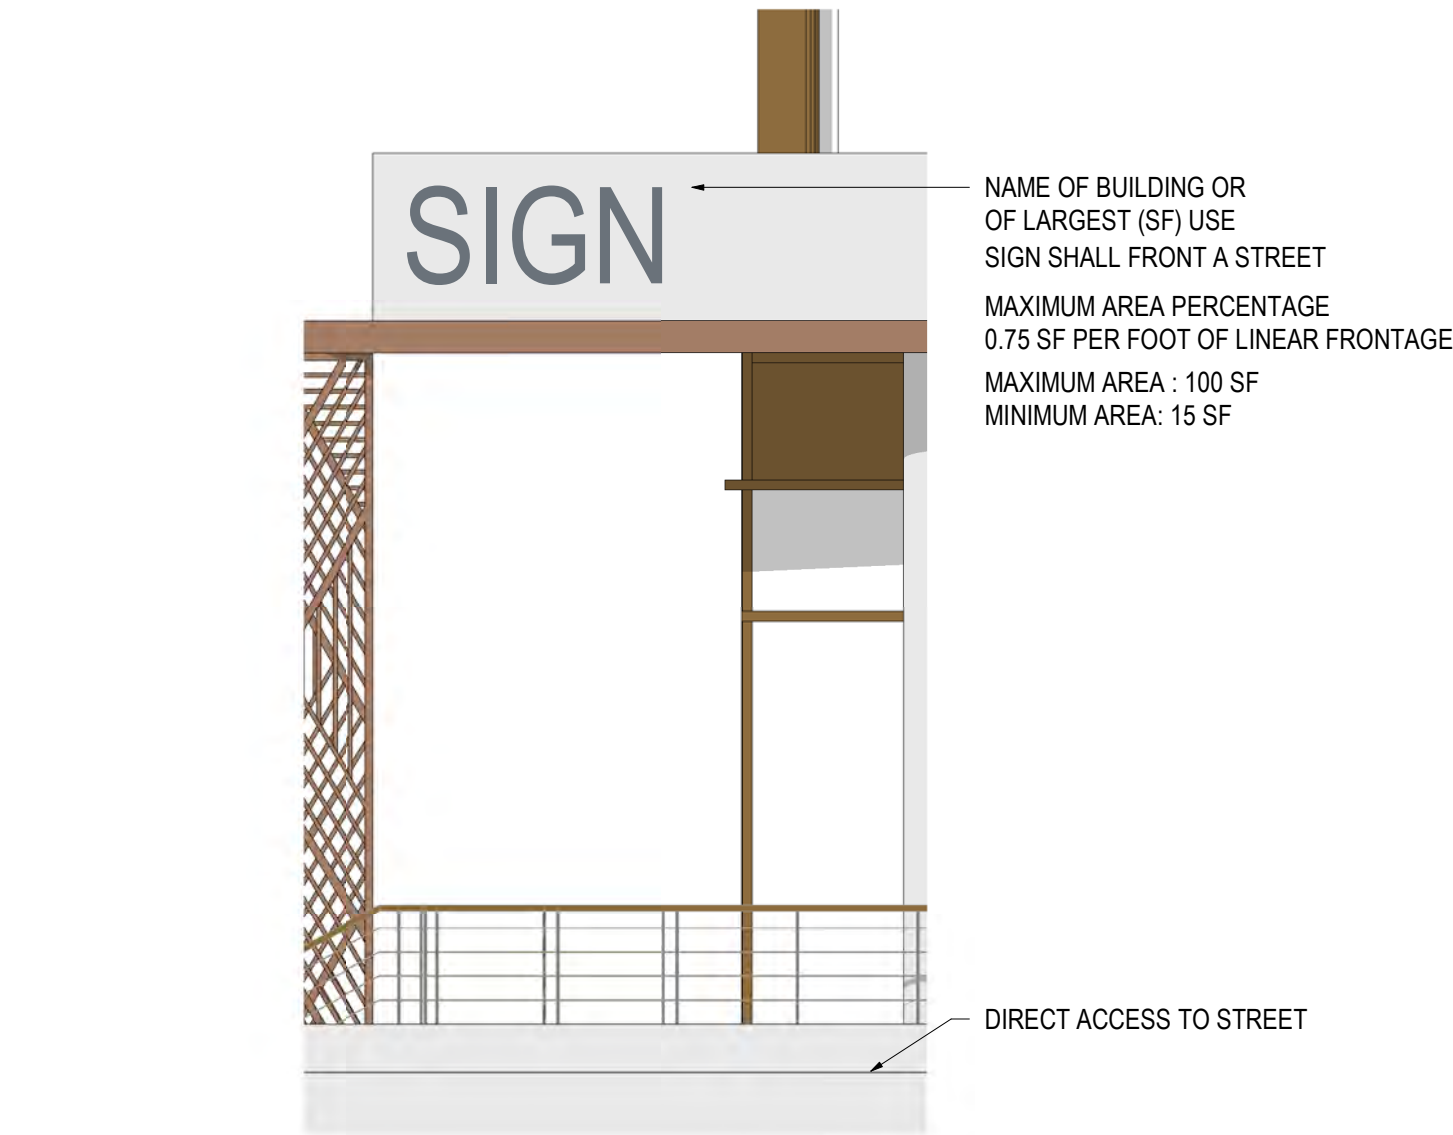 SIGN
NAME OF BUILDING OR
OF LARGEST (SF) USE
SIGN SHALL FRONT A STREET
MAXIMUM AREA PERCENTAGE
0.75 SF PER FOOT OF LINEAR FRONTAGE
MAXIMUM AREA : 100 SF
MINIMUM AREA: 15 SF
DIRECT ACCESS TO STREET